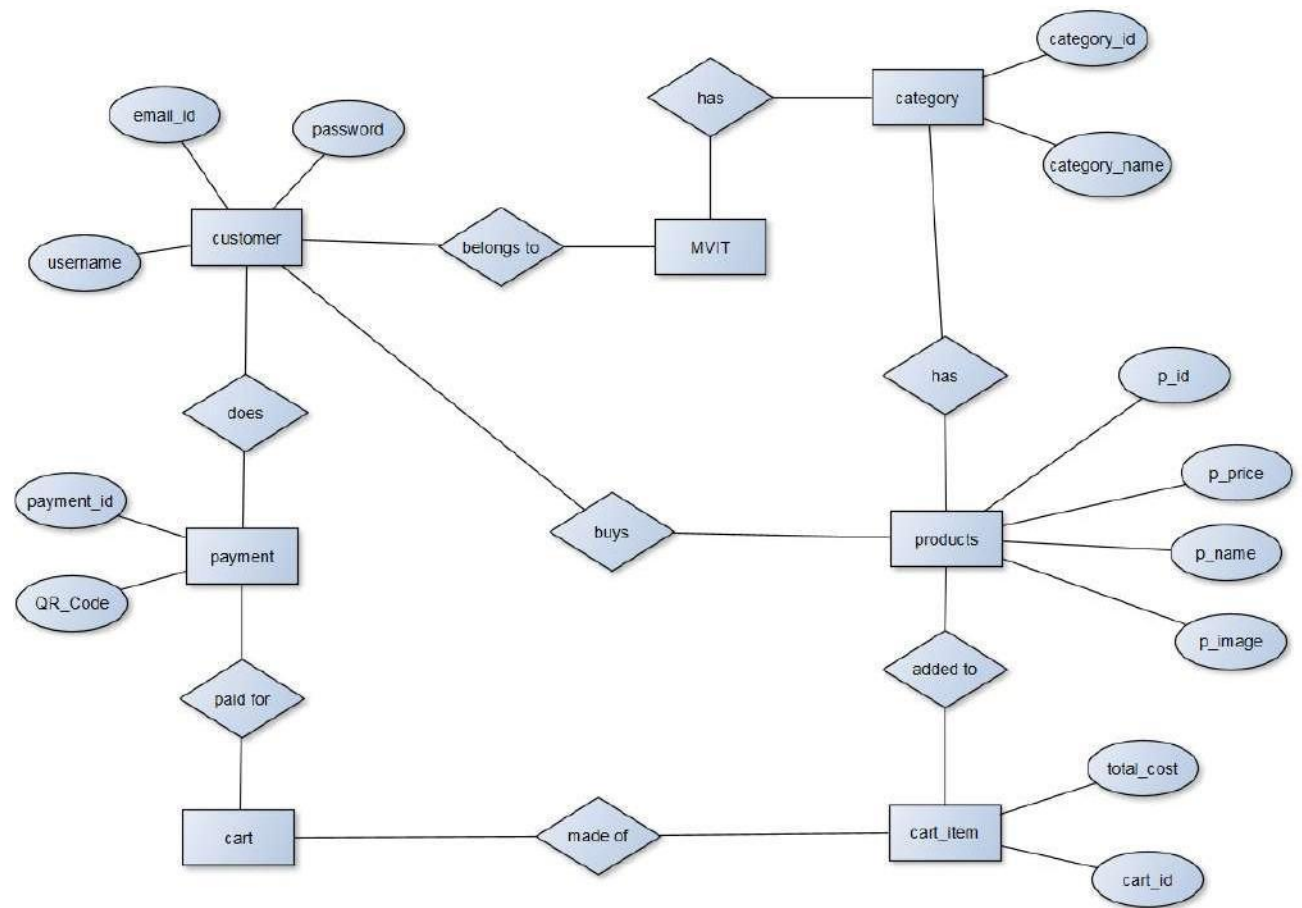 category_id
has
category
email_id
password
category_name
customer
belongs to
MVIT
username
has
p_id
does
p_price
payment_id
buys
products
payment
p_name
QR_Code
p_image
added to
paid for
total_cost
cart
made of
cart_item
cart_id